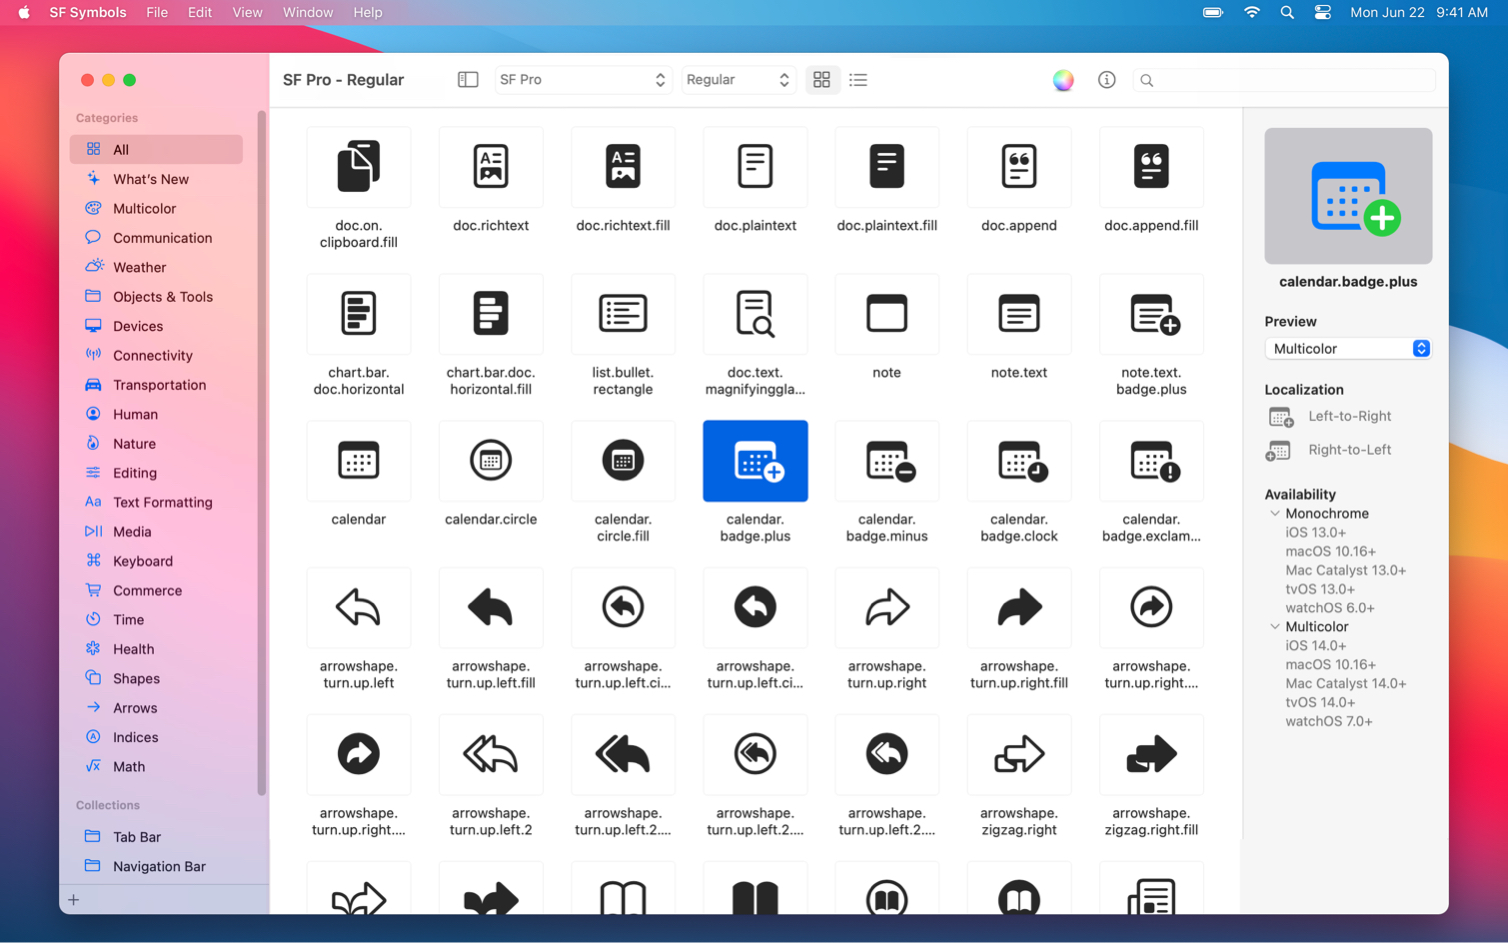 SF Symbols File Edit View Window Help Mon Jun 22 9:41 AM
SF Pro - Regular SF Pro Regular
Categories
All
What's New
Multicolor
Communication
Weather
Objects & Tools
Devices
Connectivity
Transportation
Human
Nature
Editing
Aa Text Formatting
Media
Keyboard
Commerce
Time
Health
Shapes
Arrows
Indices
Math
Collections
Tab Bar
Navigation Bar
doc.on.
clipboard.fill
doc.richtext
doc.richtext.fill
doc.plaintext
doc.plaintext.fill
doc.append
doc.append.fill
chart.bar.
doc.horizontal
chart.bar.doc.
horizontal.fill
list.bullet.
rectangle
doc.text.
magnifyinggla...
note
note.text
note.text.
badge.plus
calendar
calendar.circle
calendar.
circle.fill
calendar.
badge.plus
calendar.
badge.minus
calendar.
badge.clock
calendar.
badge.exclam...
arrowshape.
turn.up.left
arrowshape.
turn.up.left.fill
arrowshape.
turn.up.left.ci...
arrowshape.
turn.up.left.ci...
arrowshape.
turn.up.right
arrowshape.
turn.up.right.fill
arrowshape.
turn.up.right....
arrowshape.
turn.up.right....
arrowshape.
turn.up.left.2
arrowshape.
turn.up.left.2....
arrowshape.
turn.up.left.2....
arrowshape.
turn.up.left.2....
arrowshape.
zigzag.right
arrowshape.
zigzag.right.fill
calendar.badge.plus
Preview
Multicolor
Localization
Left-to-Right
Right-to-Left
Availability
Monochrome
iOS 13.0+
macOS 10.16+
Mac Catalyst 13.0+
tvOS 13.0+
watchOS 6.0+
Multicolor
iOS 14.0+
macOS 10.16+
Mac Catalyst 14.0+
tvOS 14.0+
watchOS 7.0+